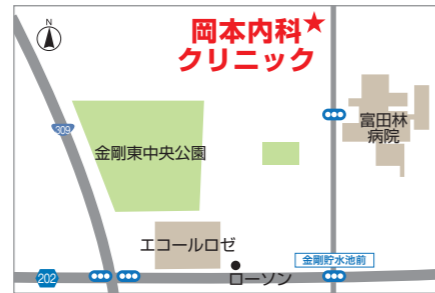 N
岡本内科★
クリニック
富田林
病院
309
金剛東中央公園
エコールロゼ
金剛貯水池前
202
ローソン